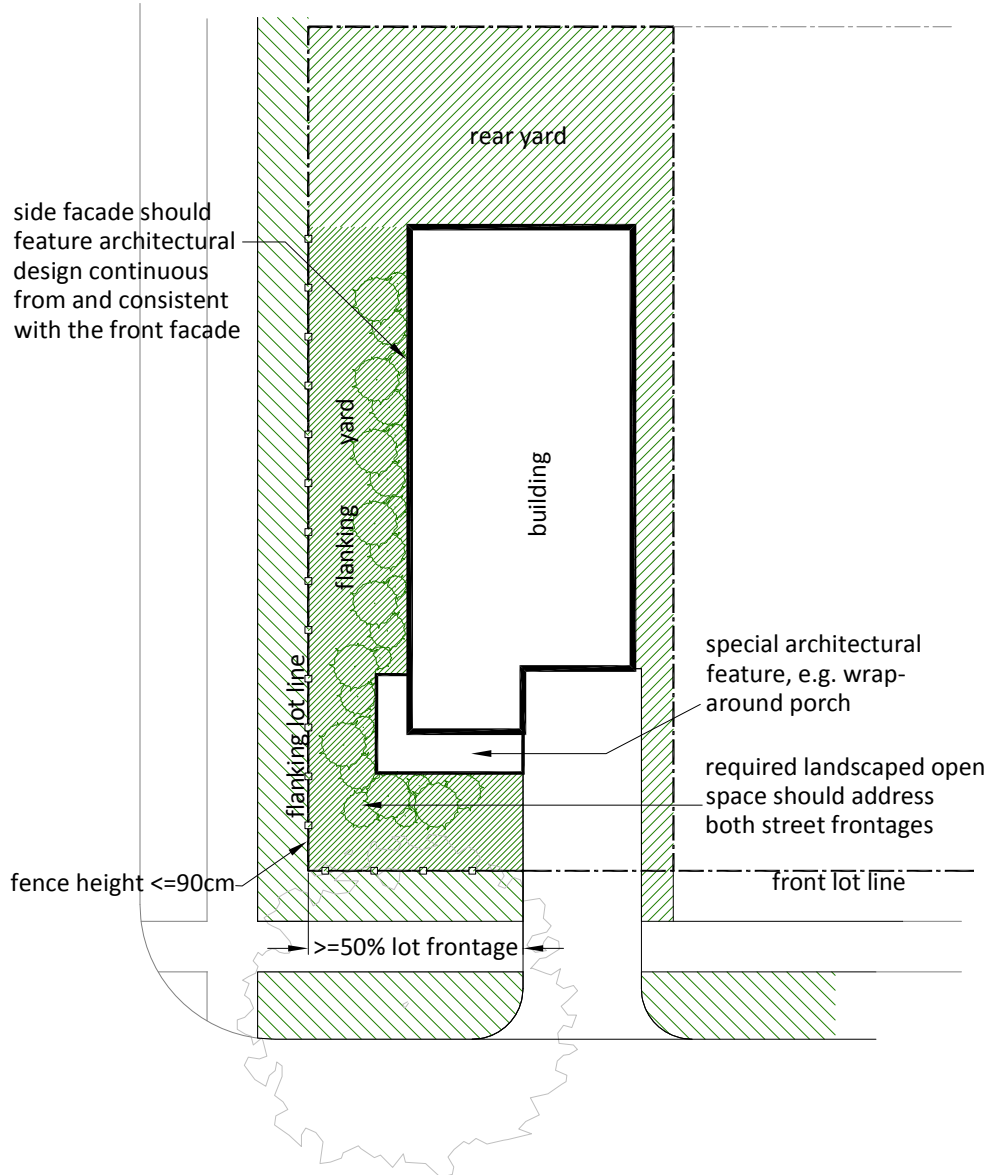 rear yard
side facade should
feature architectural
design continuous
from and consistent
with the front facade
flanking yard
building
flanking lot line
special architectural
feature, e.g. wrap-
around porch
required landscaped open
space should address
both street frontages
fence height <=90cm
front lot line
>=50% lot frontage